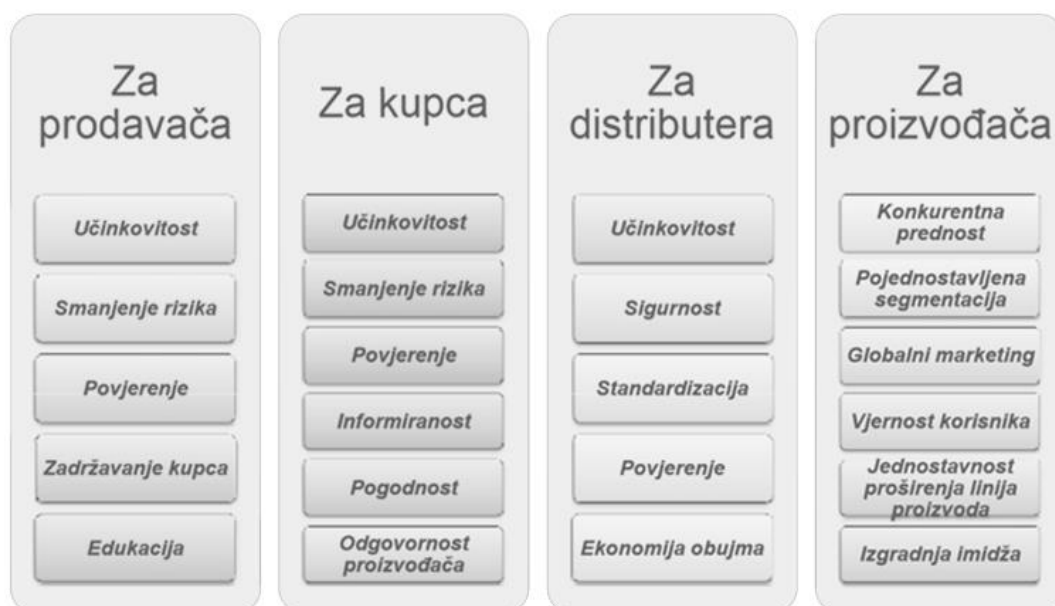 Za
prodavača
Učinkovitost
Smanjenje rizika
Povjerenje
Zadržavanje kupca
Edukacija
Za kupca
Učinkovitost
Smanjenje rizika
Povjerenje
Informiranost
Pogodnost
Odgovornost
proizvođača
Za
distributera
Učinkovitost
Sigurnost
Standardizacija
Povjerenje
Ekonomija obujma
Za
proizvođača
Konkurentna
prednost
Pojednostavljena
segmentacija
Globalni marketing
Vjernost korisnika
Jednostavnost
proširenja linija
proizvoda
Izgradnja imidža